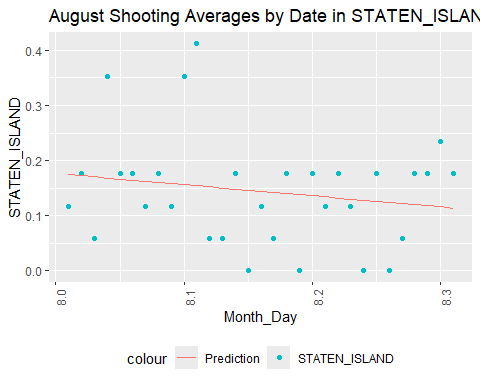 August Shooting Averages by Date in STATEN_ISLAN
STATEN_ISLAND
0.4
0.3
0.2
0.1
0.0
8.0
8.1
8.2
8.3
Month_Day
colour
Prediction
STATEN_ISLAND